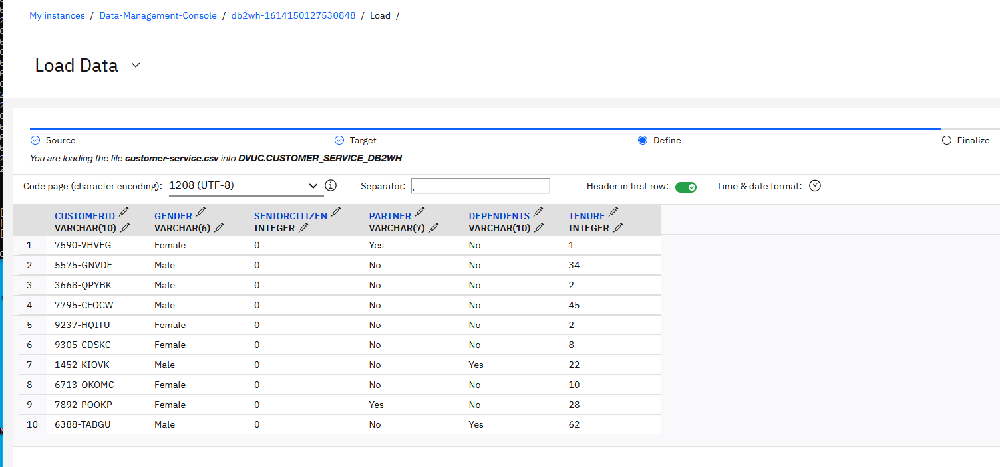 My instances / Data-Management-Console / db2wh-1614150127530848 / Load /
Load Data
Source Target Define Finalize
You are loading the file customer-service.csv into DVUC.CUSTOMER_SERVICE_DB2WH
Code page (character encoding): 1208 (UTF-8) Separator: , Header in first row: Time & date format:
CUSTOMERID GENDER SENIORCITIZEN PARTNER DEPENDENTS TENURE
VARCHAR(10) VARCHAR(6) INTEGER VARCHAR(7) VARCHAR(10) INTEGER
1 7590-VHVEG Female 0 Yes No 1
2 5575-GNVDE Male 0 No No 34
3 3668-QPYBK Male 0 No No 2
4 7795-CFOCW Male 0 No No 45
5 9237-HQITU Female 0 No No 2
6 9305-CDSKC Female 0 No No 8
7 1452-KIOVK Male 0 No Yes 22
8 6713-OKOMC Female 0 No No 10
9 7892-POOKP Female 0 Yes No 28
10 6388-TABGU Male 0 No Yes 62